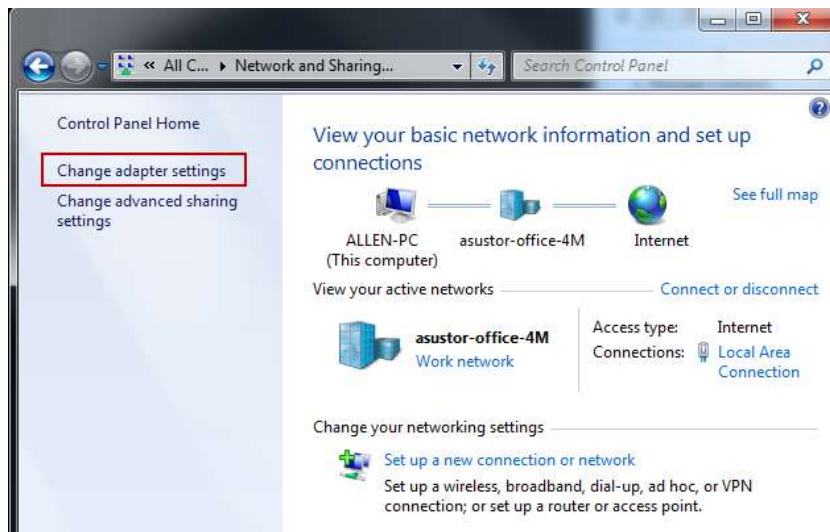 « All C... ▸ Network and Sharing...
Search Control Panel
Control Panel Home
Change adapter settings
Change advanced sharing
settings
View your basic network information and set up
connections
See full map
ALLEN-PC
(This computer)
asustor-office-4M
Internet
View your active networks
Connect or disconnect
asustor-office-4M
Work network
Access type:
Internet
Connections:
Local Area
Connection
Change your networking settings
Set up a new connection or network
Set up a wireless, broadband, dial-up, ad hoc, or VPN
connection; or set up a router or access point.